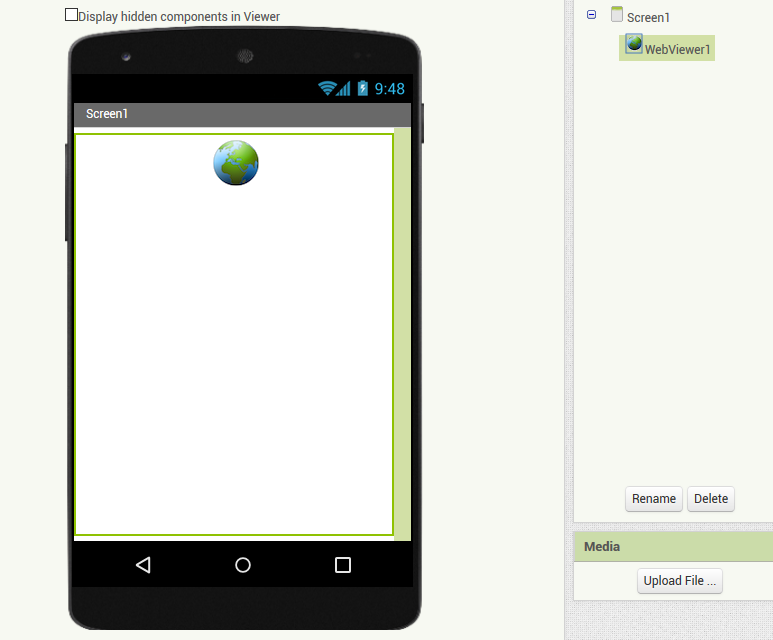 Display hidden components in Viewer
9:48
Screen1
Screen1
WebViewer1
Rename
Delete
Media
Upload File ...